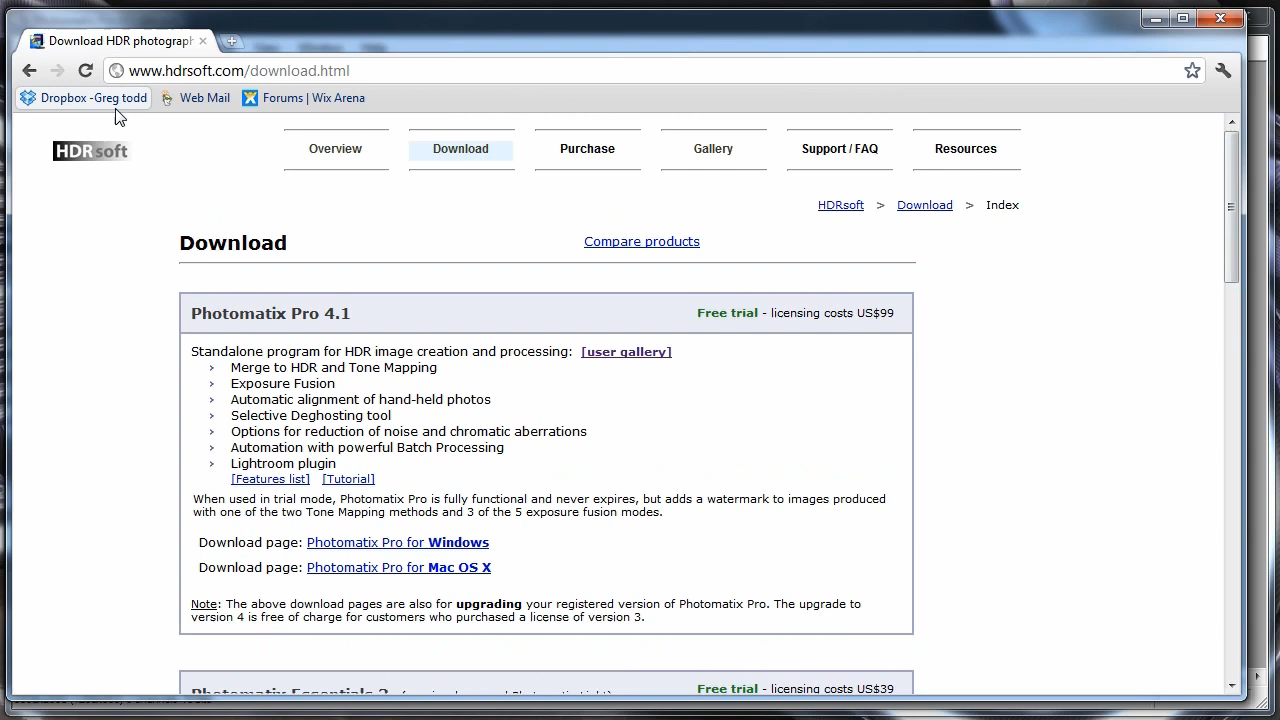 Download HDR photograph
www.hdrsoft.com/download.html
Dropbox -Greg todd
Web Mail
Forums | Wix Arena
HDRsoft
Overview
Download
Purchase
Gallery
Support / FAQ
Resources
HDRsoft > Download > Index
Download
Compare products
Photomatix Pro 4.1
Free trial - licensing costs US$99
Standalone program for HDR image creation and processing: [user gallery]
› Merge to HDR and Tone Mapping
› Exposure Fusion
› Automatic alignment of hand-held photos
› Selective Deghosting tool
› Options for reduction of noise and chromatic aberrations
› Automation with powerful Batch Processing
› Lightroom plugin
[Features list] [Tutorial]
When used in trial mode, Photomatix Pro is fully functional and never expires, but adds a watermark to images produced
with one of the two Tone Mapping methods and 3 of the 5 exposure fusion modes.
Download page: Photomatix Pro for Windows
Download page: Photomatix Pro for Mac OS X
Note: The above download pages are also for upgrading your registered version of Photomatix Pro. The upgrade to
version 4 is free of charge for customers who purchased a license of version 3.
Photomatix Essentials
Free trial - licensing costs US$39